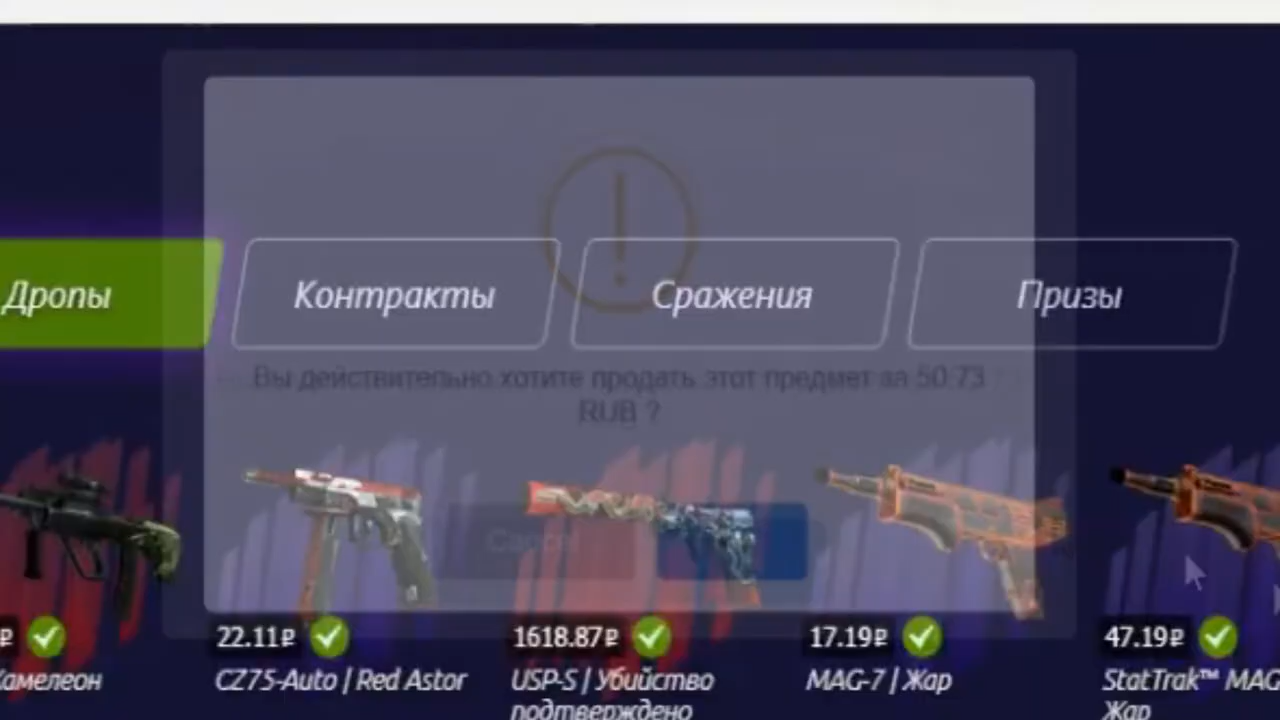 Дропы
Контракты
Сражения
Призы
Вы действительно хотите продать этот предмет за 50.73
RUB ?
Cancel
₽
22.11₽
1618.87₽
17.19₽
47.19₽
Хамелеон
CZ75-Auto | Red Astor
USP-S | Убийство
подтверждено
MAG-7 | Жар
StatTrak™ MAG
Жар